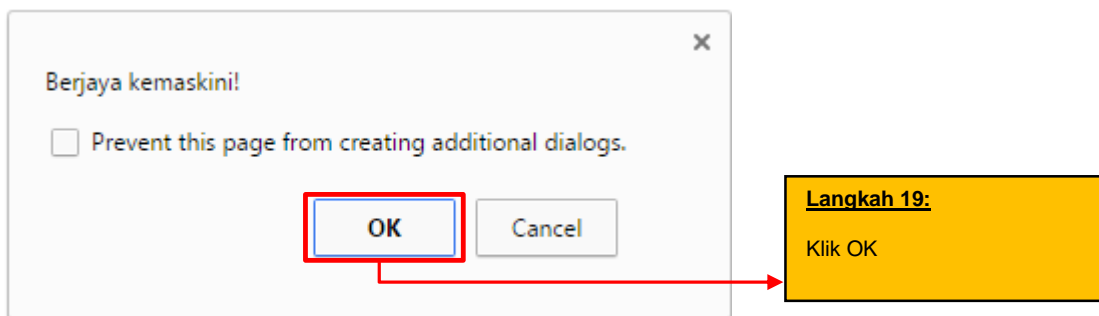 Berjaya kemaskini!
Prevent this page from creating additional dialogs.
OK
Cancel
Langkah 19:
Klik OK